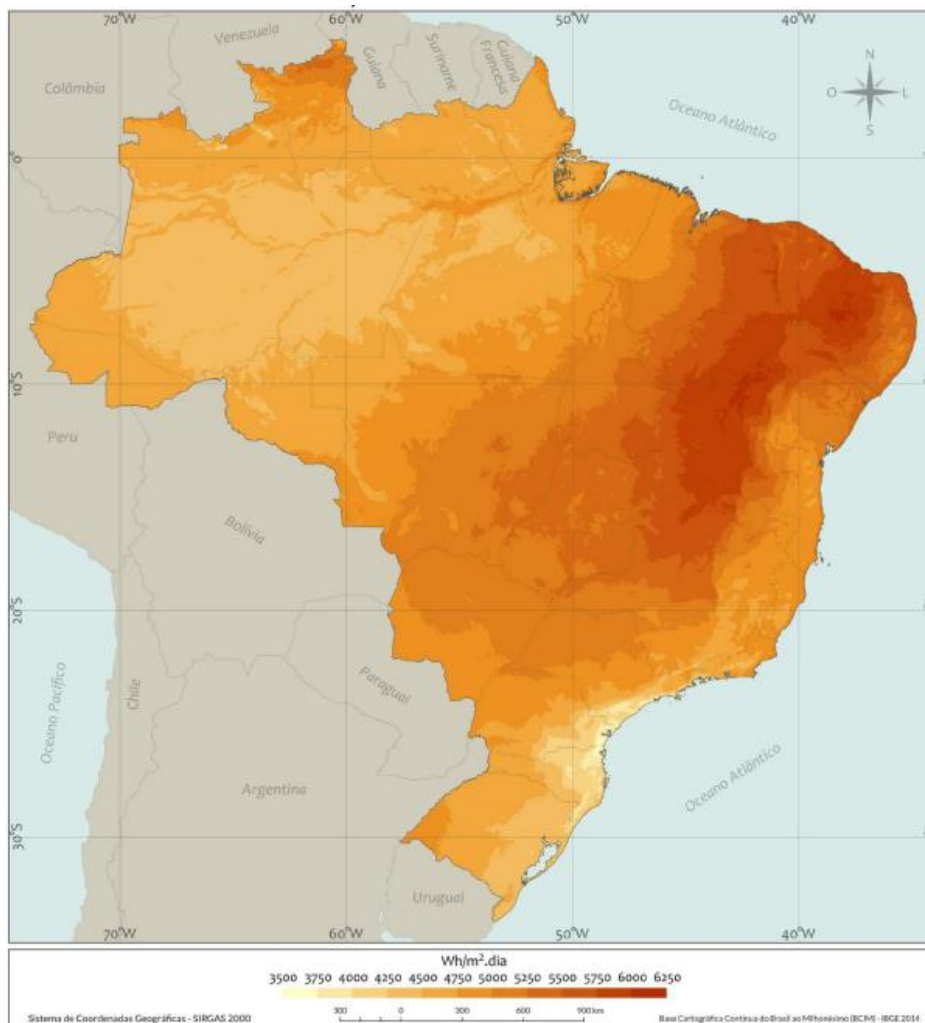 70°W 60°W 50°W 40°W
Venezuela
Guiana
Suriname
Guiana
Francesa
Colômbia
N
O L
S
Oceano Atlântico
0°
10°S
Peru
Bolívia
20°S
Oceano Pacífico
Chile
Paraguai
Oceano Atlântico
Argentina
30°S
Uruguai
70°W 60°W 50°W 40°W
Wh/m².dia
3500 3750 4000 4250 4500 4750 5000 5250 5500 5750 6000 6250
300 0 300 600 900 km
Sistema de Coordenadas Geográficas - SIRGAS 2000
Base Cartográfica Contínua do Brasil ao Milionésimo (BCIM) - IBGE 2014